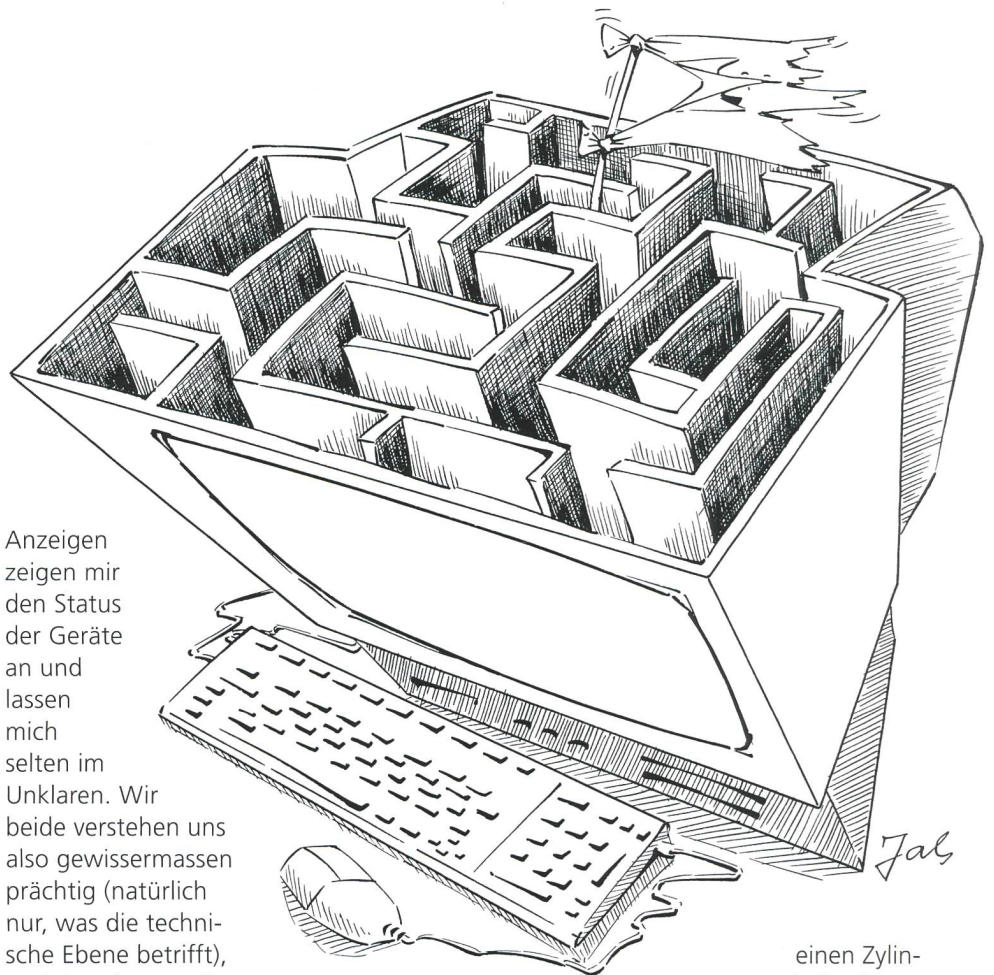 Anzeigen
zeigen mir
den Status
der Geräte
an und
lassen
mich
selten im
Unklaren. Wir
beide verstehen uns
also gewissermassen
prächtig (natürlich
nur, was die techni-
sche Ebene betrifft),
einen Zylin-
Jals